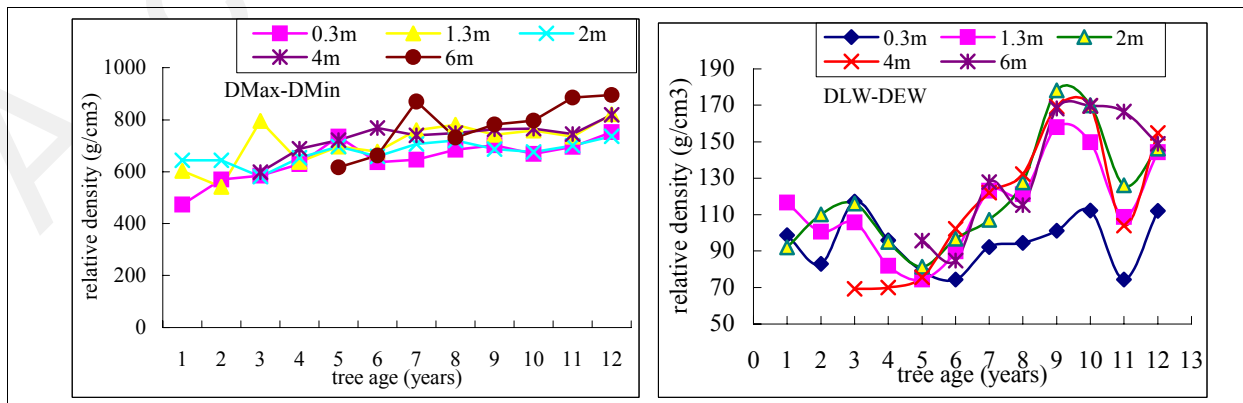 0.3m 1.3m 2m
4m 6m
DMax-DMin
relative density (g/cm3)
1000
800
600
400
200
0
1 2 3 4 5 6 7 8 9 10 11 12
tree age (years)
0.3m 1.3m 2m
4m 6m
DLW-DEW
relative density (g/cm3)
190
170
150
130
110
90
70
50
0 1 2 3 4 5 6 7 8 9 10 11 12 13
tree age (years)